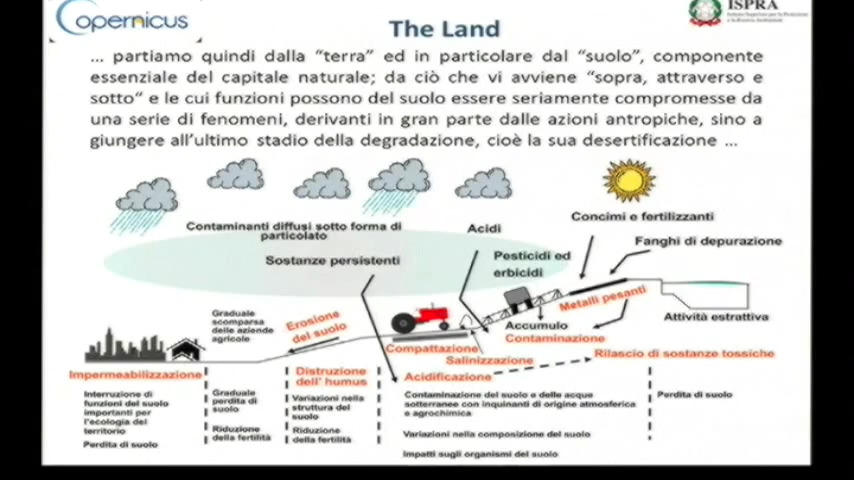 Copernicus
ISPRA
The Land
... partiamo quindi dalla "terra" ed in particolare dal "suolo", componente
essenziale del capitale naturale; da ciò che vi avviene "sopra, attraverso e
sotto" e le cui funzioni possono del suolo essere seriamente compromesse da
una serie di fenomeni, derivanti in gran parte dalle azioni antropiche, sino a
giungere all'ultimo stadio della degradazione, cioè la sua desertificazione ...
Contaminanti diffusi sotto forma di
particolato
Acidi
Concimi e fertilizzanti
Fanghi di depurazione
Sostanze persistenti
Pesticidi ed
erbicidi
Metalli pesanti
Attività estrattiva
Graduale
scomparsa
delle aziende
agricole
Erosione
del suolo
Accumulo
Contaminazione
Compattazione
Salinizzazione
Rilascio di sostanze tossiche
Impermeabilizzazione
Distruzione
dell' humus
Acidificazione
Interruzione di
funzioni del suolo
importanti per
l'ecologia del
territorio
Perdita di suolo
Graduale
perdita di
suolo
Riduzione
della fertilità
Variazioni nella
struttura del
suolo
Riduzione
della fertilità
Contaminazione del suolo e delle acque
sotterranee con inquinanti di origine atmosferica
e agrochimica
Variazioni nella composizione del suolo
Impatti sugli organismi del suolo
Perdita di suolo